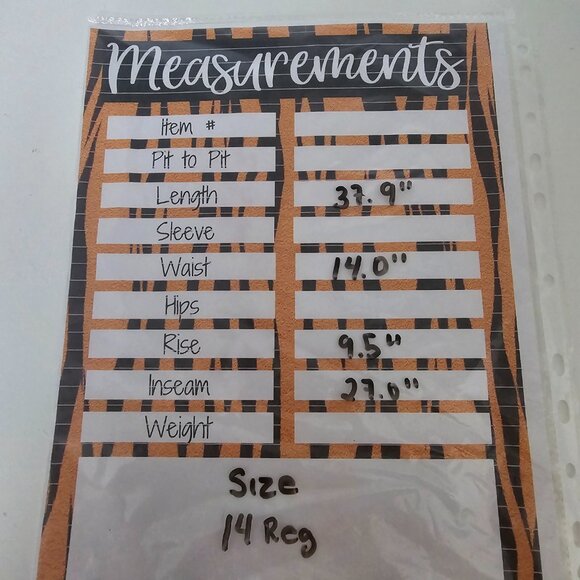 Measurements
Item #
Pit to Pit
Length 37.9"
Sleeve
Waist 14.0"
Hips
Rise 9.5"
Inseam 27.0"
Weight
Size
14 Reg